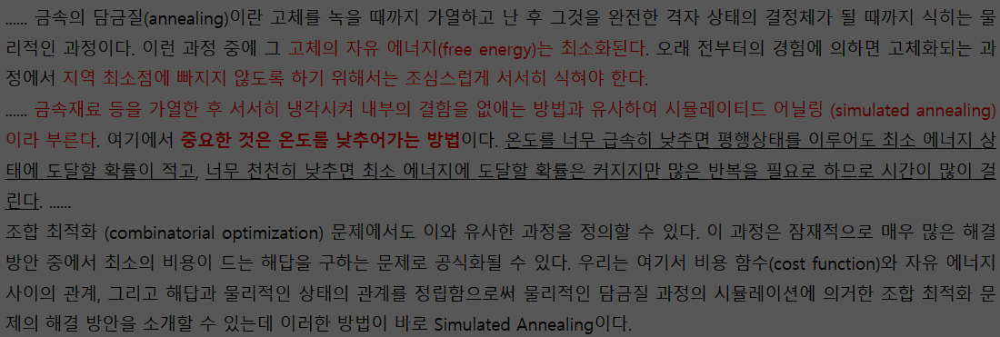 ...... 금속의 담금질(annealing)이란 고체를 녹을 때까지 가열하고 난 후 그것을 완전한 격자 상태의 결정체가 될 때까지 식히는 물
리적인 과정이다. 이런 과정 중에 그 고체의 자유 에너지(free energy)는 최소화된다. 오래 전부터의 경험에 의하면 고체화되는 과
정에서 지역 최소점에 빠지지 않도록 하기 위해서는 조심스럽게 서서히 식혀야 한다.
...... 금속재료 등을 가열한 후 서서히 냉각시켜 내부의 결함을 없애는 방법과 유사하여 시뮬레이티드 어닐링 (simulated annealing)
이라 부른다. 여기에서 중요한 것은 온도를 낮추어가는 방법이다. 온도를 너무 급속히 낮추면 평행상태를 이루어도 최소 에너지 상
태에 도달할 확률이 적고, 너무 천천히 낮추면 최소 에너지에 도달할 확률은 커지지만 많은 반복을 필요로 하므로 시간이 많이 걸
린다. ......
조합 최적화 (combinatorial optimization) 문제에서도 이와 유사한 과정을 정의할 수 있다. 이 과정은 잠재적으로 매우 많은 해결
방안 중에서 최소의 비용이 드는 해답을 구하는 문제로 공식화될 수 있다. 우리는 여기서 비용 함수(cost function)와 자유 에너지
사이의 관계, 그리고 해답과 물리적인 상태의 관계를 정립함으로써 물리적인 담금질 과정의 시뮬레이션에 의거한 조합 최적화 문
제의 해결 방안을 소개할 수 있는데 이러한 방법이 바로 Simulated Annealing이다.